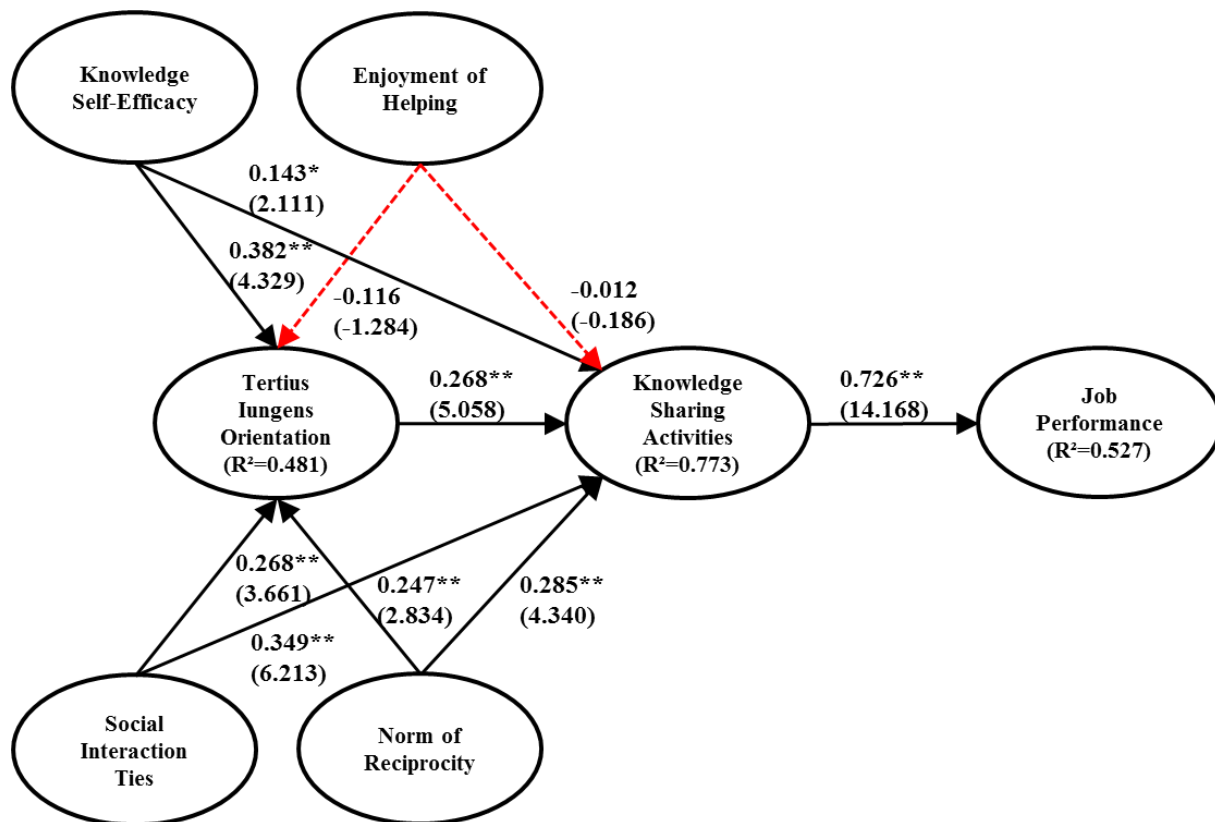 Knowledge
Self-Efficacy
Enjoyment of
Helping
0.143*
(2.111)
0.382**
(4.329)
-0.116
(-1.284)
-0.012
(-0.186)
Tertius
Iungens
Orientation
(R²=0.481)
0.268**
(5.058)
Knowledge
Sharing
Activities
(R²=0.773)
0.726**
(14.168)
Job
Performance
(R²=0.527)
0.268**
(3.661)
0.247**
(2.834)
0.285**
(4.340)
0.349**
(6.213)
Social
Interaction
Ties
Norm of
Reciprocity